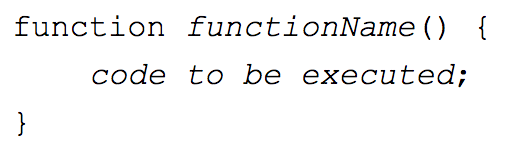 function functionName() {
    code to be executed;
}